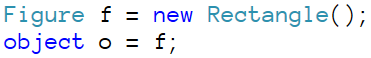 Figure f = new Rectangle();
object o = f;